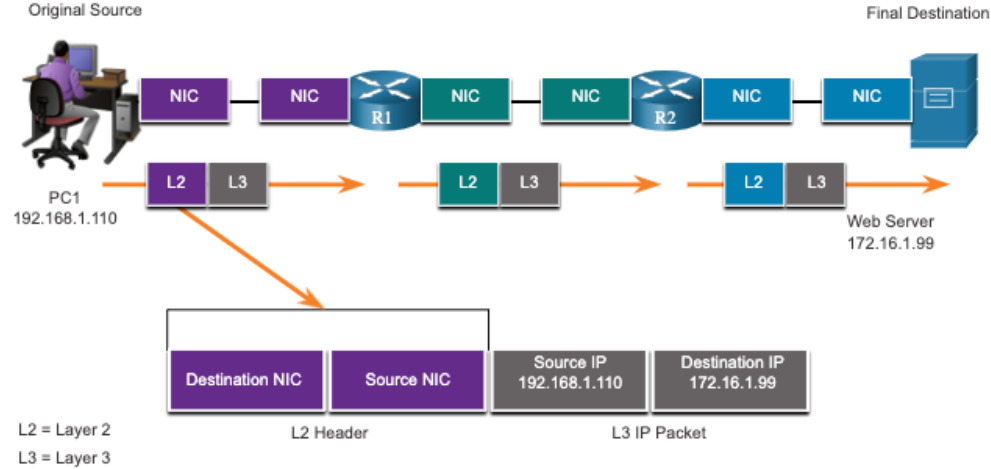 Original Source
Final Destination
NIC
NIC
R1
NIC
NIC
R2
NIC
NIC
L2
L3
L2
L3
L2
L3
PC1
192.168.1.110
Web Server
172.16.1.99
Destination NIC
Source NIC
Source IP
192.168.1.110
Destination IP
172.16.1.99
L2 = Layer 2
L2 Header
L3 IP Packet
L3 = Layer 3